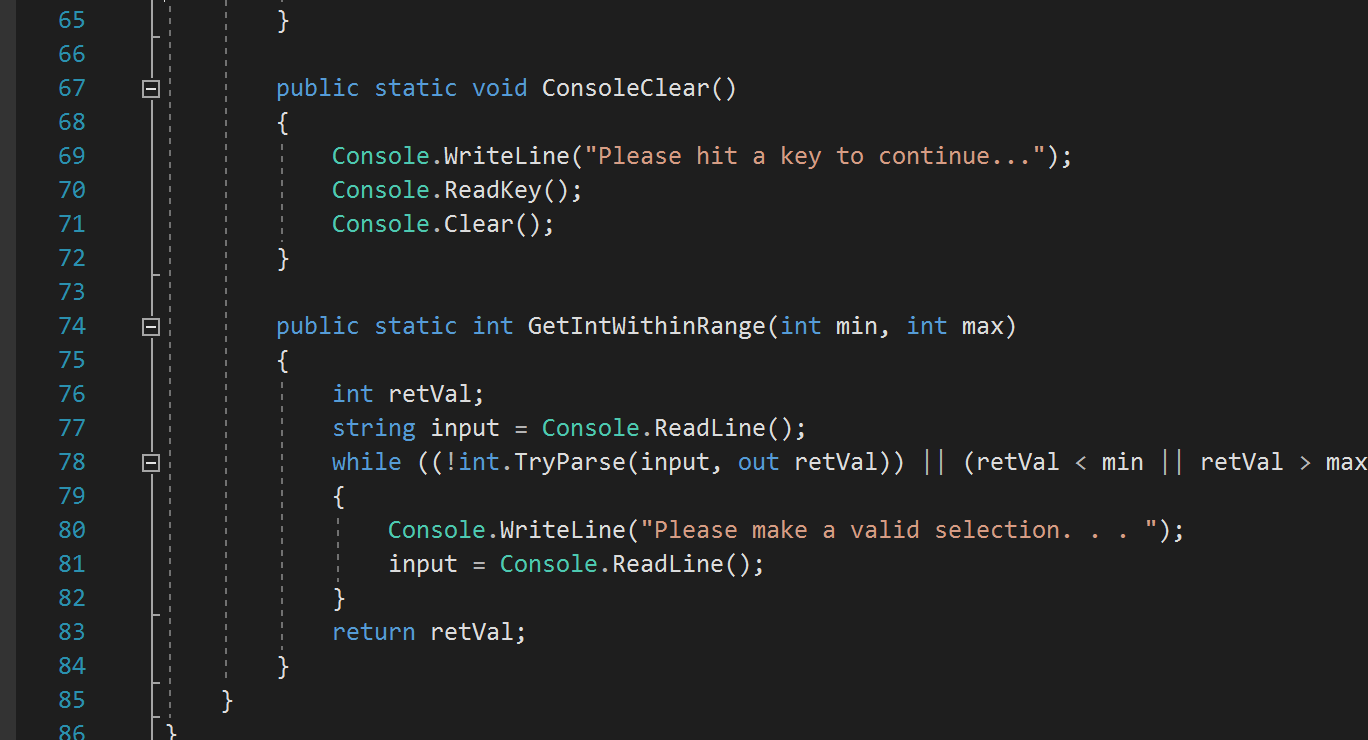 65 }
66
67 public static void ConsoleClear()
68 {
69 Console.WriteLine("Please hit a key to continue...");
70 Console.ReadKey();
71 Console.Clear();
72 }
73
74 public static int GetIntWithinRange(int min, int max)
75 {
76 int retVal;
77 string input = Console.ReadLine();
78 while ((!int.TryParse(input, out retVal)) || (retVal < min || retVal > max
79 {
80 Console.WriteLine("Please make a valid selection. . . ");
81 input = Console.ReadLine();
82 }
83 return retVal;
84 }
85 }
86 }